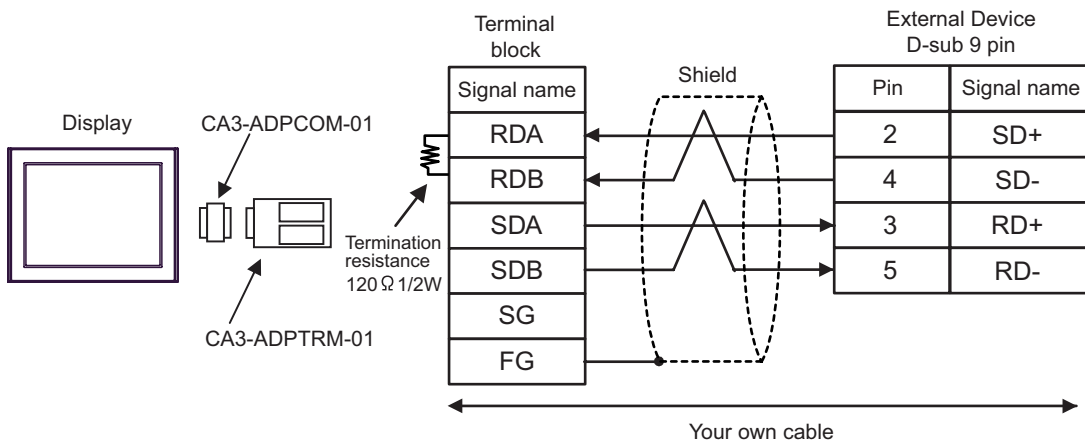 Display
CA3-ADPCOM-01
CA3-ADPTRM-01
Termination
resistance
120 Ω 1/2W
Terminal
block
Signal name
RDA
RDB
SDA
SDB
SG
FG
Shield
External Device
D-sub 9 pin
Pin Signal name
2 SD+
4 SD-
3 RD+
5 RD-
Your own cable